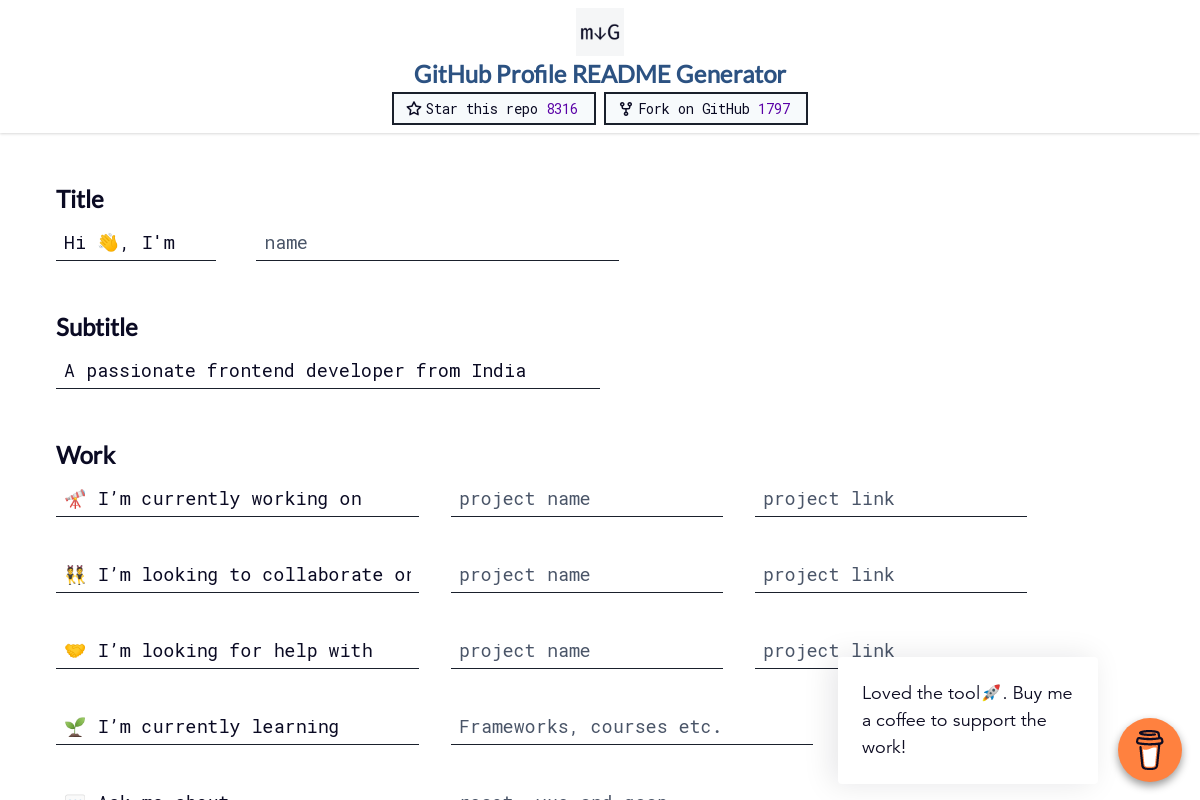 m↓G
GitHub Profile README Generator
Star this repo 8316 Fork on GitHub 1797
Title
Hi 👋, I'm name
Subtitle
A passionate frontend developer from India
Work
🔭 I’m currently working on project name project link
👯 I’m looking to collaborate on project name project link
🤝 I’m looking for help with project name project link
🌱 I’m currently learning Frameworks, courses etc.
Loved the tool🚀. Buy me
a coffee to support the
work!
Ask me about